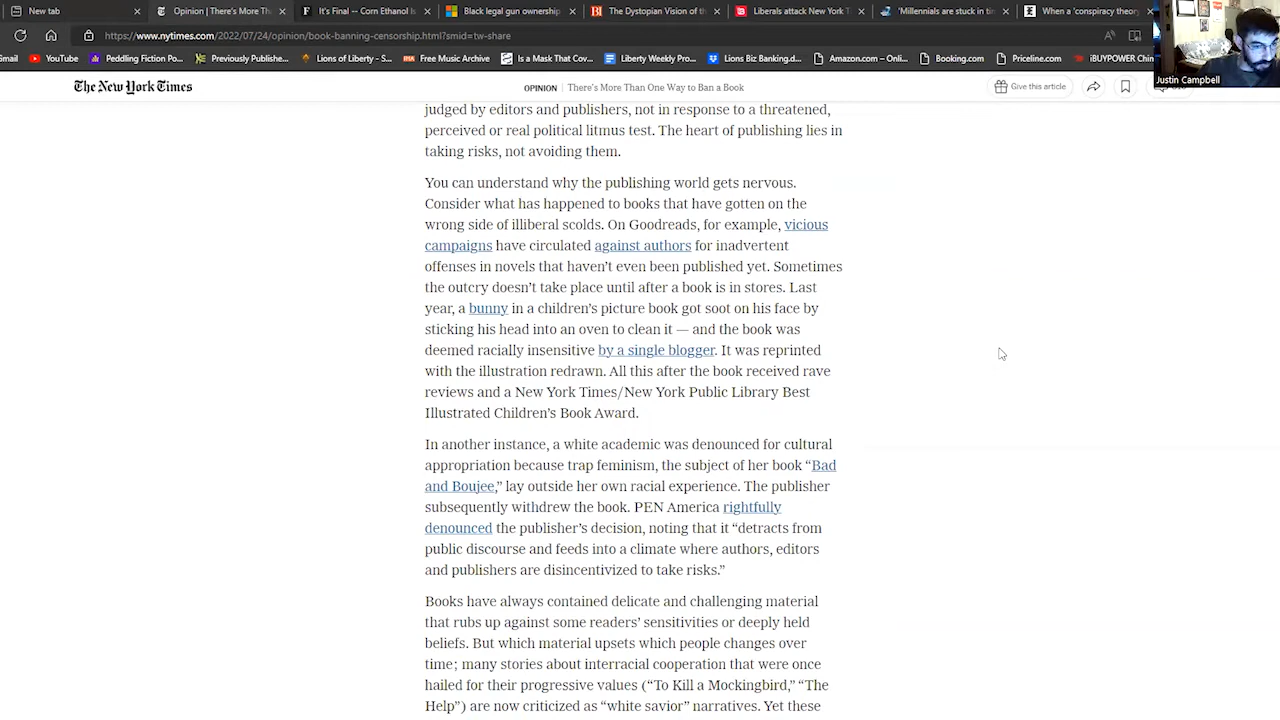 New tab
Opinion | There's More Tha
It's Final -- Corn Ethanol Is
Black legal gun ownership
The Dystopian Vision of th
Liberals attack New York T
'Millennials are stuck in tim
When a 'conspiracy theory
https://www.nytimes.com/2022/07/24/opinion/book-banning-censorship.html?smid=tw-share
Gmail
YouTube
Peddling Fiction Po...
Previously Publishe...
Lions of Liberty - S...
Free Music Archive
Is a Mask That Cov...
Liberty Weekly Pro...
Lions Biz Banking.d...
Amazon.com - Onli...
Booking.com
Priceline.com
iBUYPOWER Chin
Justin Campbell
The New York Times
OPINION | There's More Than One Way to Ban a Book
Give this article
judged by editors and publishers, not in response to a threatened,
perceived or real political litmus test. The heart of publishing lies in
taking risks, not avoiding them.
You can understand why the publishing world gets nervous.
Consider what has happened to books that have gotten on the
wrong side of illiberal scolds. On Goodreads, for example, vicious
campaigns have circulated against authors for inadvertent
offenses in novels that haven't even been published yet. Sometimes
the outcry doesn't take place until after a book is in stores. Last
year, a bunny in a children's picture book got soot on his face by
sticking his head into an oven to clean it — and the book was
deemed racially insensitive by a single blogger. It was reprinted
with the illustration redrawn. All this after the book received rave
reviews and a New York Times/New York Public Library Best
Illustrated Children's Book Award.
In another instance, a white academic was denounced for cultural
appropriation because trap feminism, the subject of her book “Bad
and Boujee,” lay outside her own racial experience. The publisher
subsequently withdrew the book. PEN America rightfully
denounced the publisher's decision, noting that it “detracts from
public discourse and feeds into a climate where authors, editors
and publishers are disincentivized to take risks.”
Books have always contained delicate and challenging material
that rubs up against some readers' sensitivities or deeply held
beliefs. But which material upsets which people changes over
time; many stories about interracial cooperation that were once
hailed for their progressive values (“To Kill a Mockingbird,” “The
Help”) are now criticized as “white savior” narratives. Yet these